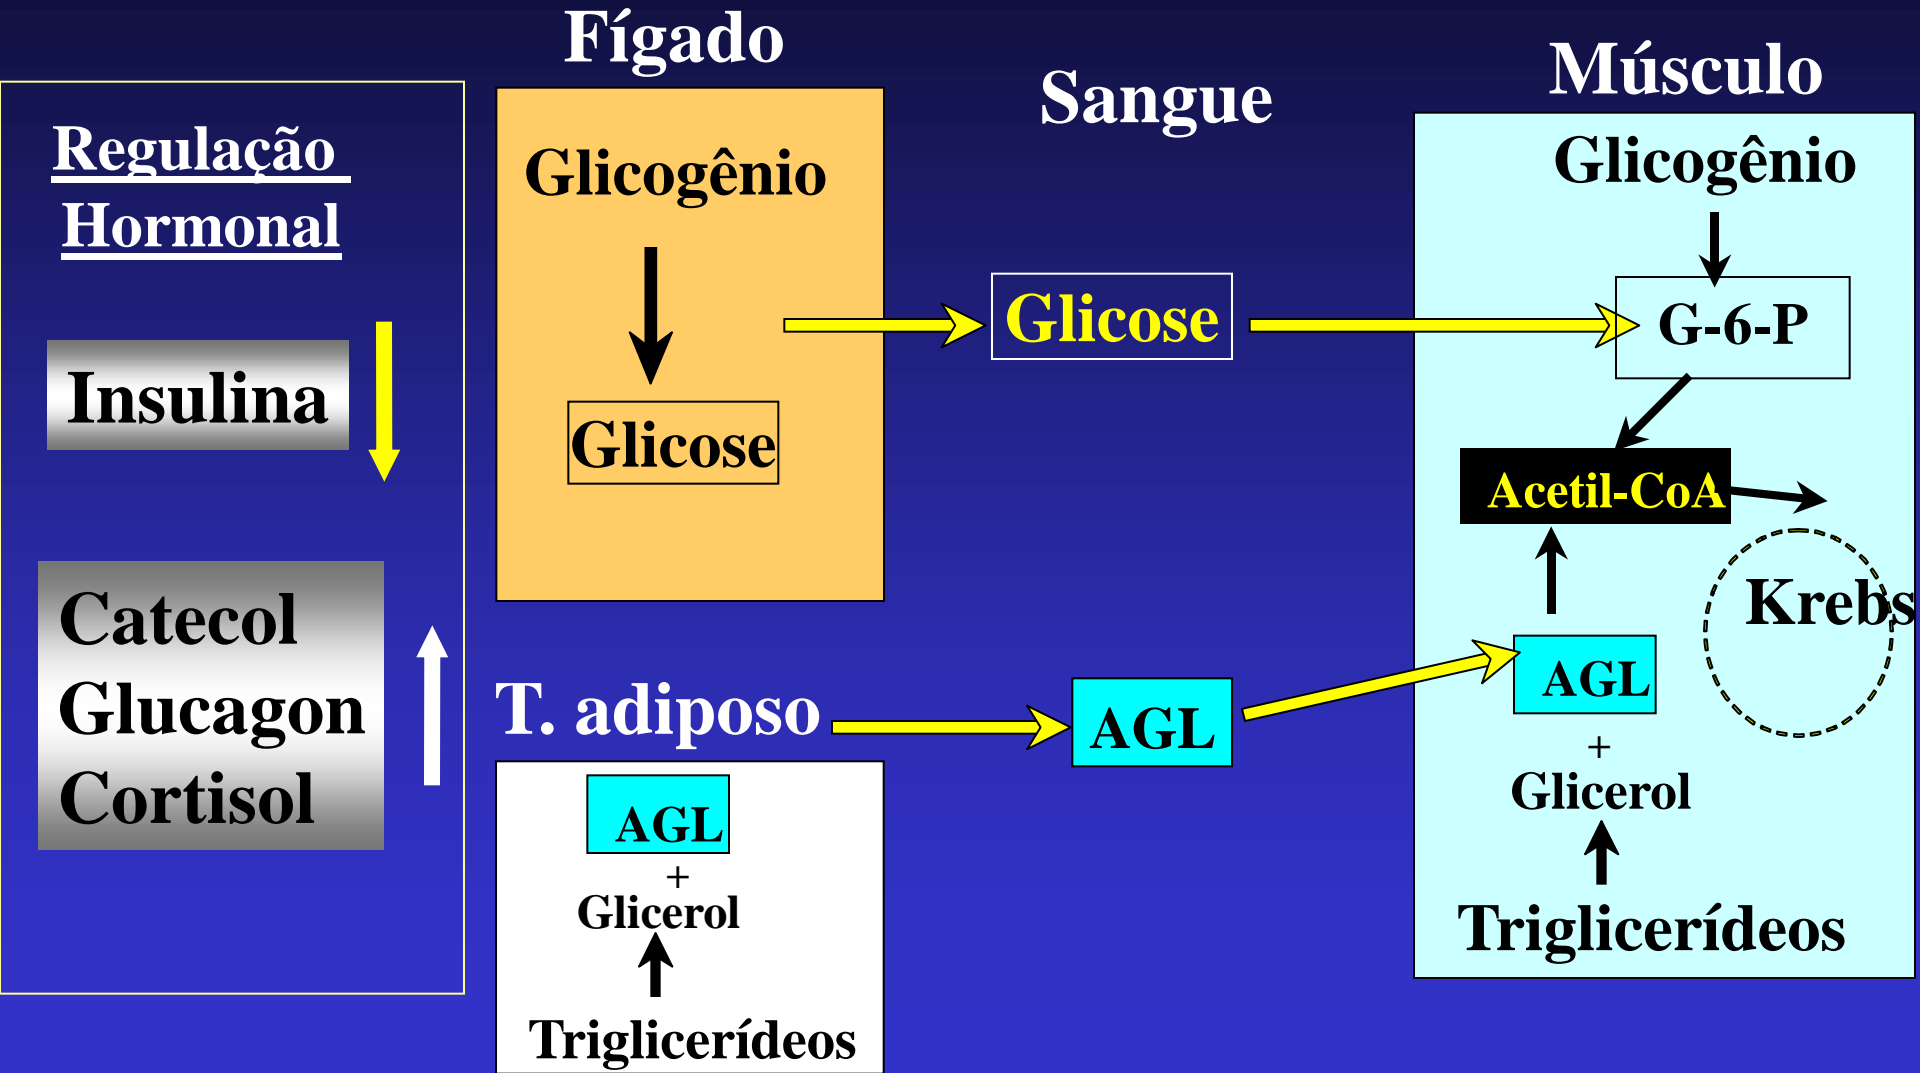 Regulação
Hormonal
Insulina
Catecol
Glucagon
Cortisol
Fígado
Glicogênio
Glicose
T. adiposo
AGL
+
Glicerol
Triglicerídeos
Sangue
Glicose
AGL
Músculo
Glicogênio
G-6-P
Acetil-CoA
Krebs
AGL
+
Glicerol
Triglicerídeos